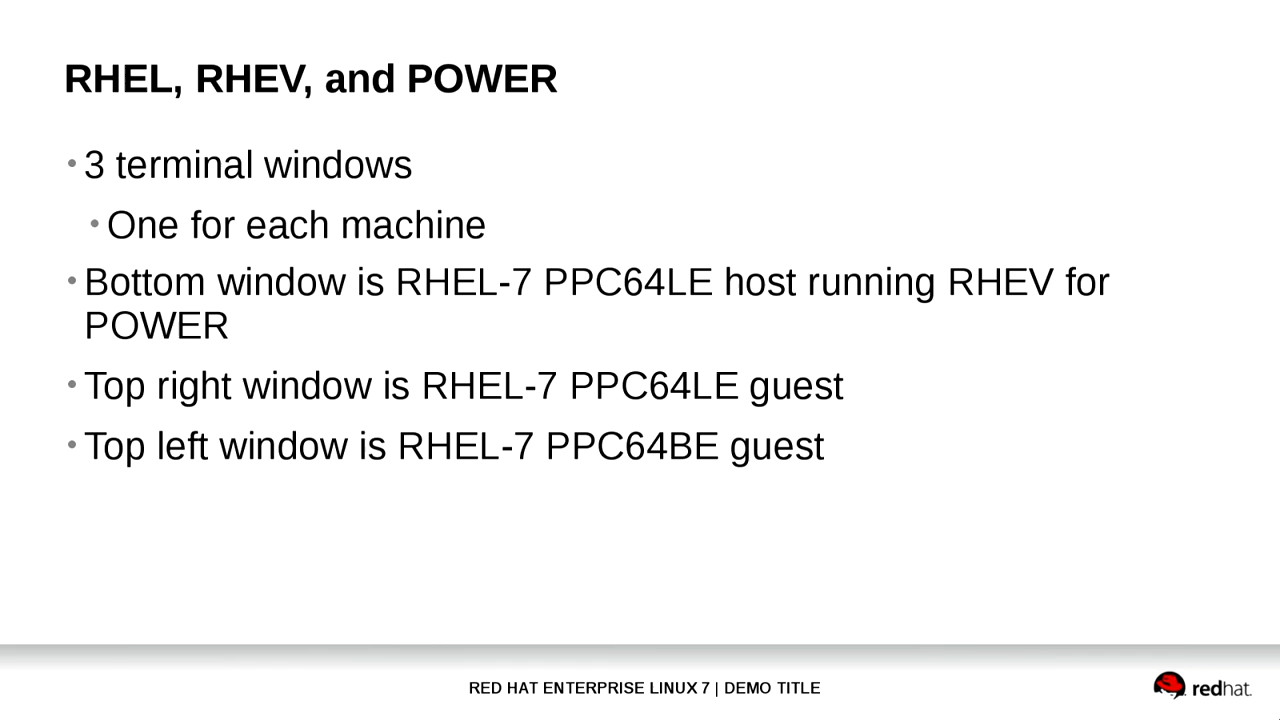 RHEL, RHEV, and POWER
• 3 terminal windows
• One for each machine
• Bottom window is RHEL-7 PPC64LE host running RHEV for
POWER
• Top right window is RHEL-7 PPC64LE guest
• Top left window is RHEL-7 PPC64BE guest
RED HAT ENTERPRISE LINUX 7 | DEMO TITLE
redhat.